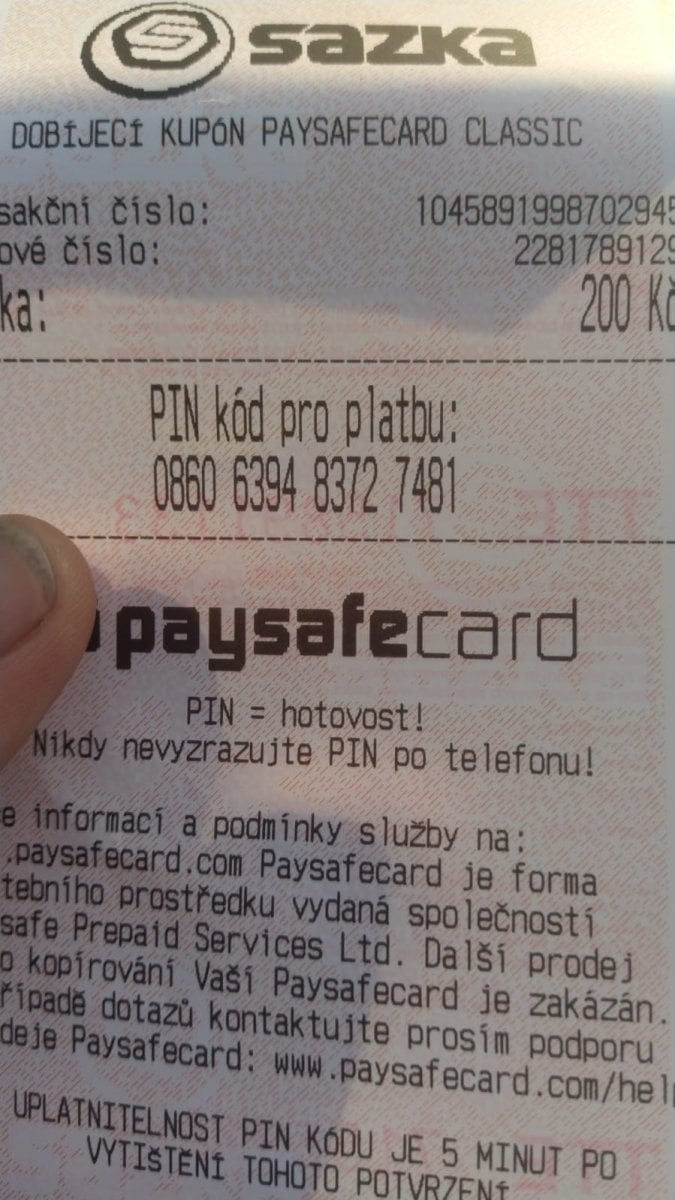 sazka
DOBÍJECÍ KUPÓN PAYSAFECARD CLASSIC
sakční číslo: 1045891998702945
ové číslo: 2281789129
ka: 200 Kč
PIN kód pro platbu:
0860 6394 8372 7481
paysafecard
PIN = hotovost!
Nikdy nevyzrazujte PIN po telefonu!
e informací a podmínky služby na:
.paysafecard.com Paysafecard je forma
tebního prostředku vydaná společností
safe Prepaid Services Ltd. Další prodej
o kopírování Vaší Paysafecard je zakázán.
řípadě dotazů kontaktujte prosím podporu
deje Paysafecard: www.paysafecard.com/hel
UPLATNITELNOST PIN KÓDU JE 5 MINUT PO
VYTIŠTĚNÍ TOHOTO POTVRZENÍ